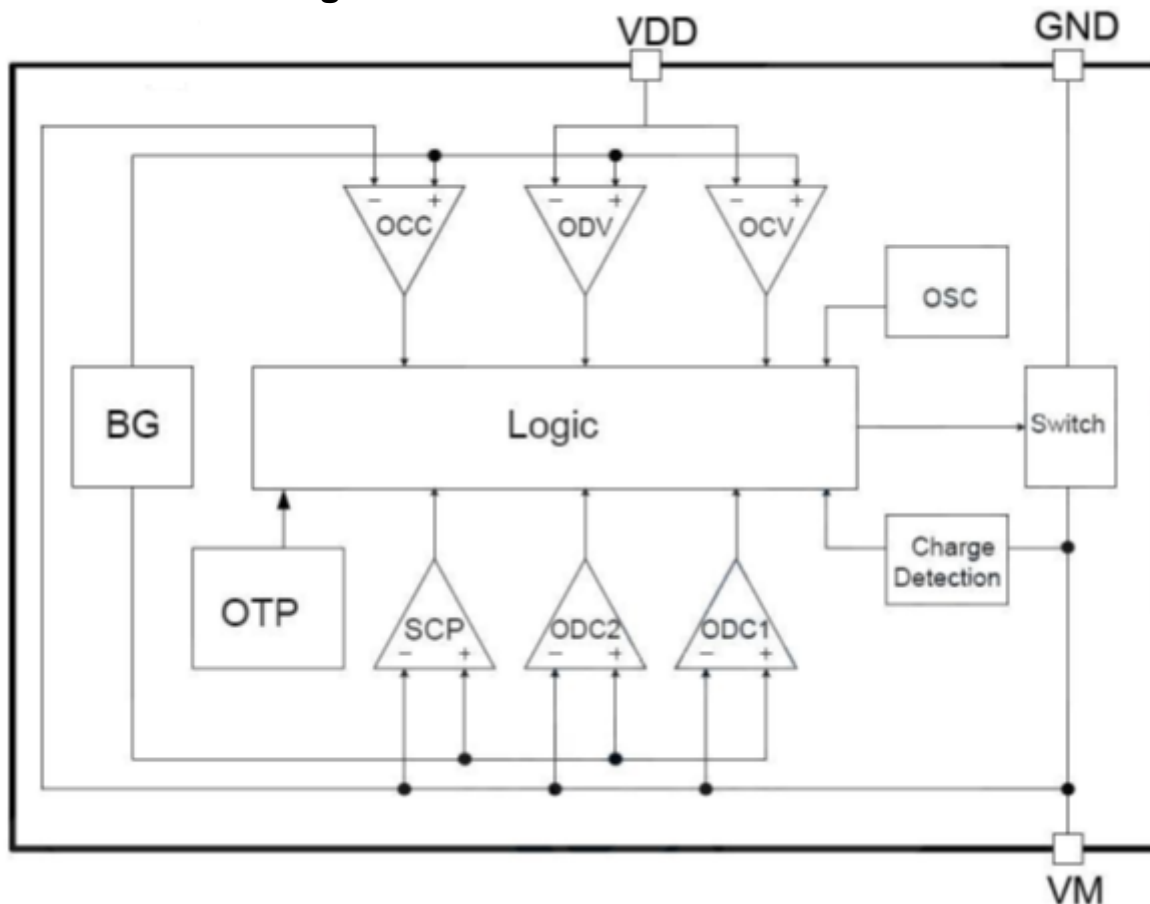 VDD
GND
− +
OCC
− +
ODV
− +
OCV
OSC
BG
Logic
Switch
OTP
SCP
− +
ODC2
− +
ODC1
− +
Charge
Detection
VM